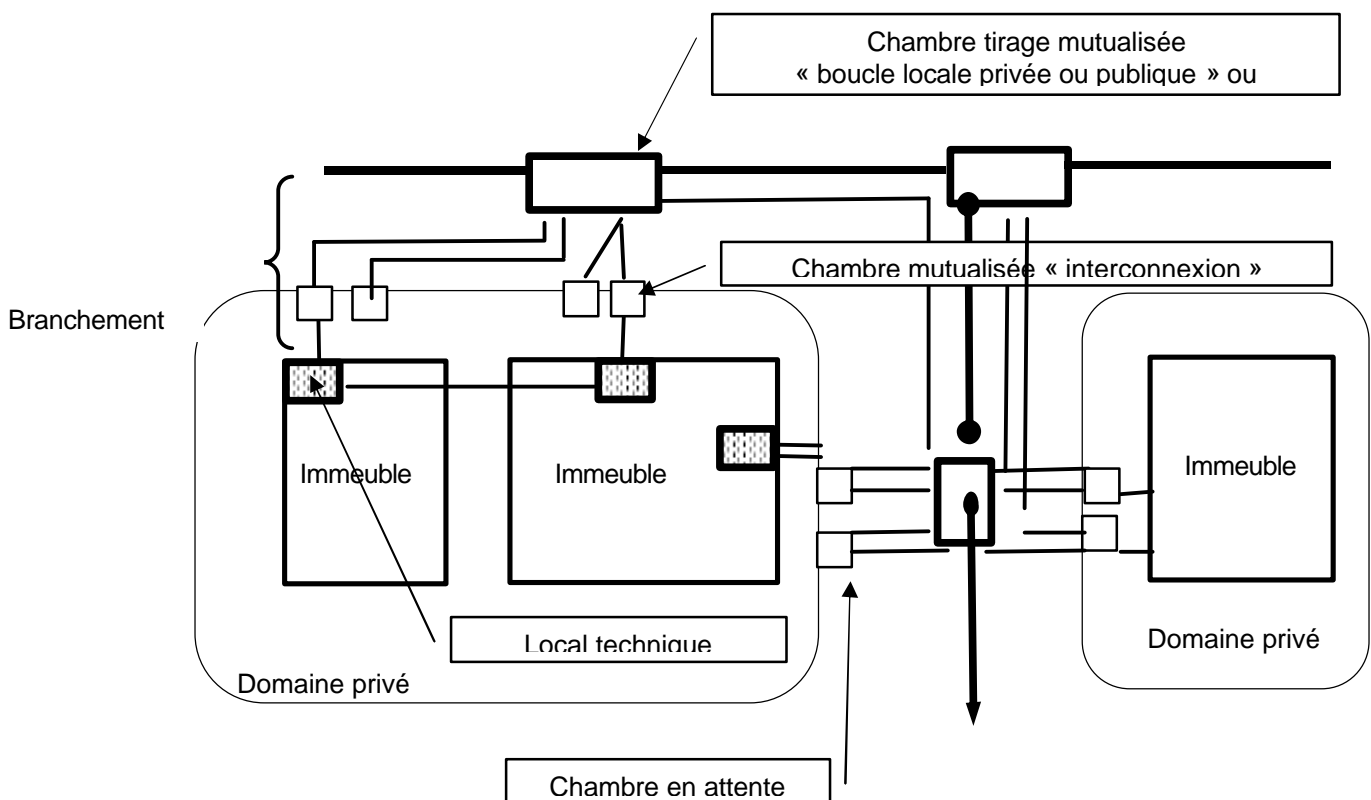 Chambre tirage mutualisée
« boucle locale privée ou publique » ou
Chambre mutualisée « interconnexion »
Branchement
Immeuble
Immeuble
Immeuble
Local technique
Domaine privé
Domaine privé
Chambre en attente